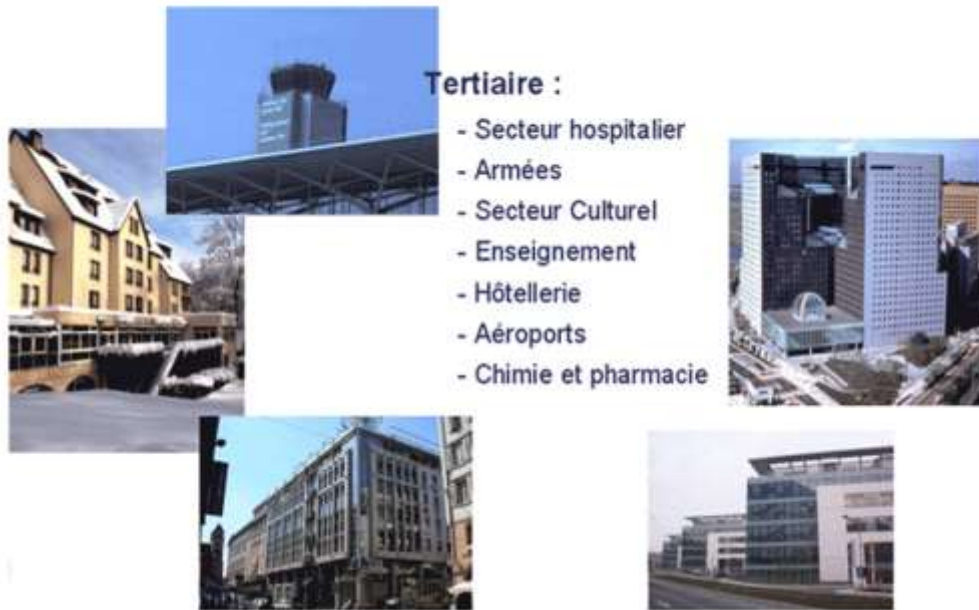 Tertiaire :
- Secteur hospitalier
- Armées
- Secteur Culturel
- Enseignement
- Hôtellerie
- Aéroports
- Chimie et pharmacie